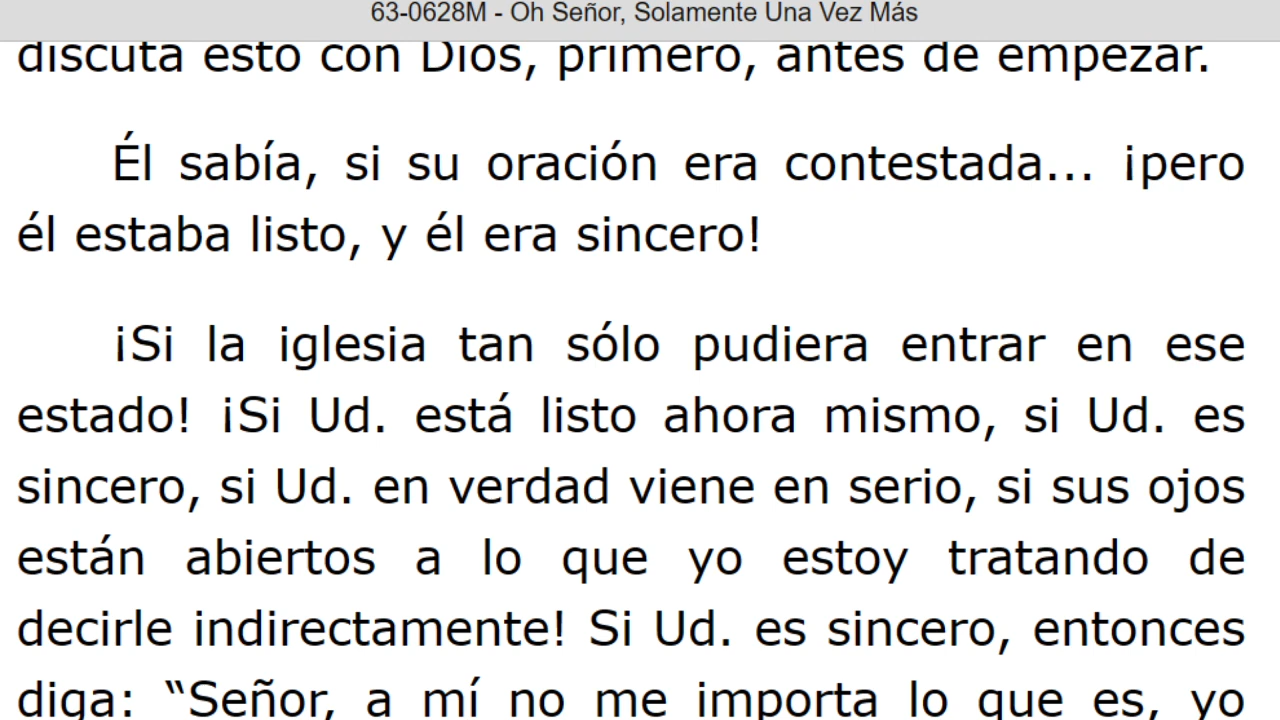 63-0628M - Oh Señor, Solamente Una Vez Más
discuta esto con Dios, primero, antes de empezar.
Él sabía, si su oración era contestada... ¡pero
él estaba listo, y él era sincero!
¡Si la iglesia tan sólo pudiera entrar en ese
estado! ¡Si Ud. está listo ahora mismo, si Ud. es
sincero, si Ud. en verdad viene en serio, si sus ojos
están abiertos a lo que yo estoy tratando de
decirle indirectamente! Si Ud. es sincero, entonces
diga: “Señor, a mí no me importa lo que es, yo